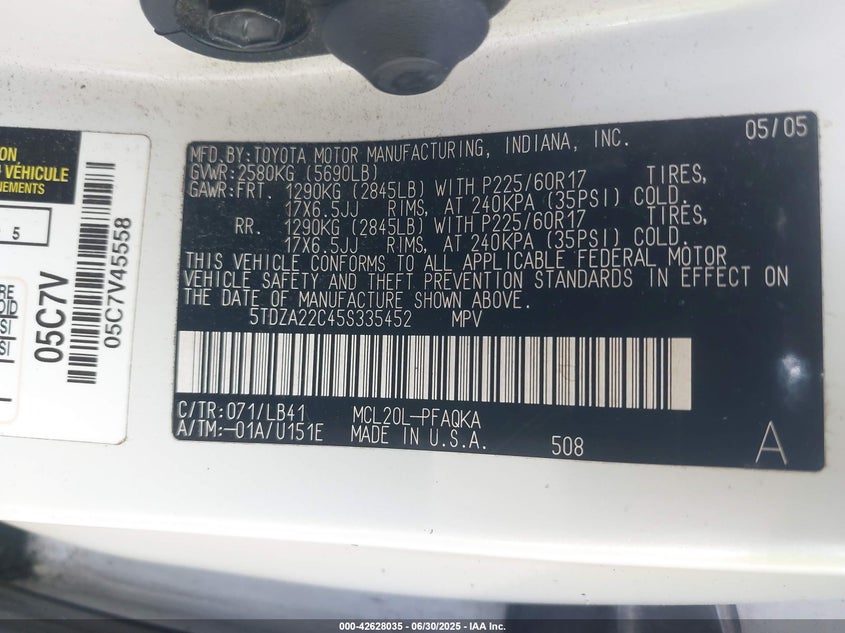 ION
VÉHICULE
NEMENTS
5
05C7V
05C7V45558
MFD.BY:TOYOTA MOTOR MANUFACTURING, INDIANA, INC. 05/05
GVWR:2580KG (5690LB)
GAWR:FRT. 1290KG (2845LB) WITH P225/60R17 TIRES,
17X6.5JJ RIMS, AT 240KPA (35PSI) COLD.
RR. 1290KG (2845LB) WITH P225/60R17 TIRES,
17X6.5JJ RIMS, AT 240KPA (35PSI) COLD.
THIS VEHICLE CONFORMS TO ALL APPLICABLE FEDERAL MOTOR
VEHICLE SAFETY AND THEFT PREVENTION STANDARDS IN EFFECT ON
THE DATE OF MANUFACTURE SHOWN ABOVE.
5TDZA22C45S335452 MPV
C/TR:071/LB41 MCL20L-PFAQKA
A/TM:-01A/U151E MADE IN U.S.A. 508 A
000-42628035 - 06/30/2025 - IAA Inc.